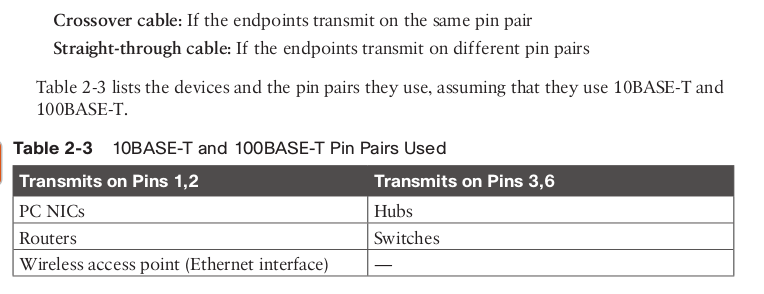 Crossover cable: If the endpoints transmit on the same pin pair
Straight-through cable: If the endpoints transmit on different pin pairs
Table 2-3 lists the devices and the pin pairs they use, assuming that they use 10BASE-T and
100BASE-T.
Table 2-3 10BASE-T and 100BASE-T Pin Pairs Used
Transmits on Pins 1,2 Transmits on Pins 3,6
PC NICs Hubs
Routers Switches
Wireless access point (Ethernet interface) —